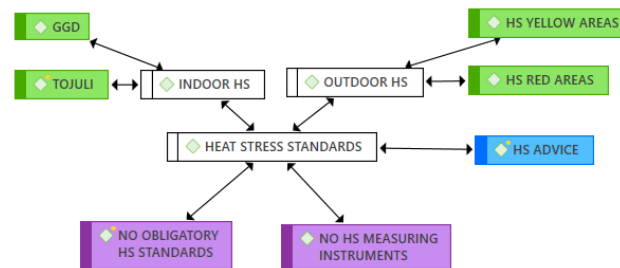 GGD
HS YELLOW AREAS
TOJULI
INDOOR HS
OUTDOOR HS
HS RED AREAS
HEAT STRESS STANDARDS
HS ADVICE
NO OBLIGATORY
HS STANDARDS
NO HS MEASURING
INSTRUMENTS